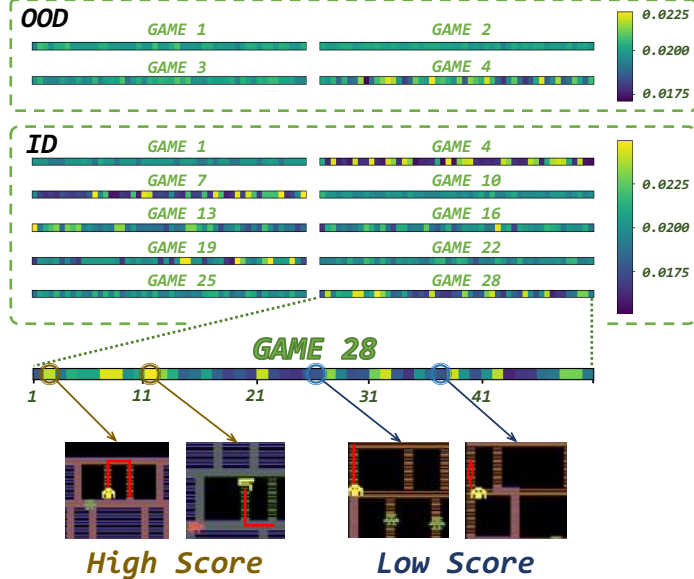 OOD
GAME 1 GAME 2
GAME 3 GAME 4
0.0225
0.0200
0.0175
ID
GAME 1 GAME 4
GAME 7 GAME 10
GAME 13 GAME 16
GAME 19 GAME 22
GAME 25 GAME 28
0.0225
0.0200
0.0175
GAME 28
1 11 21 31 41
High Score Low Score